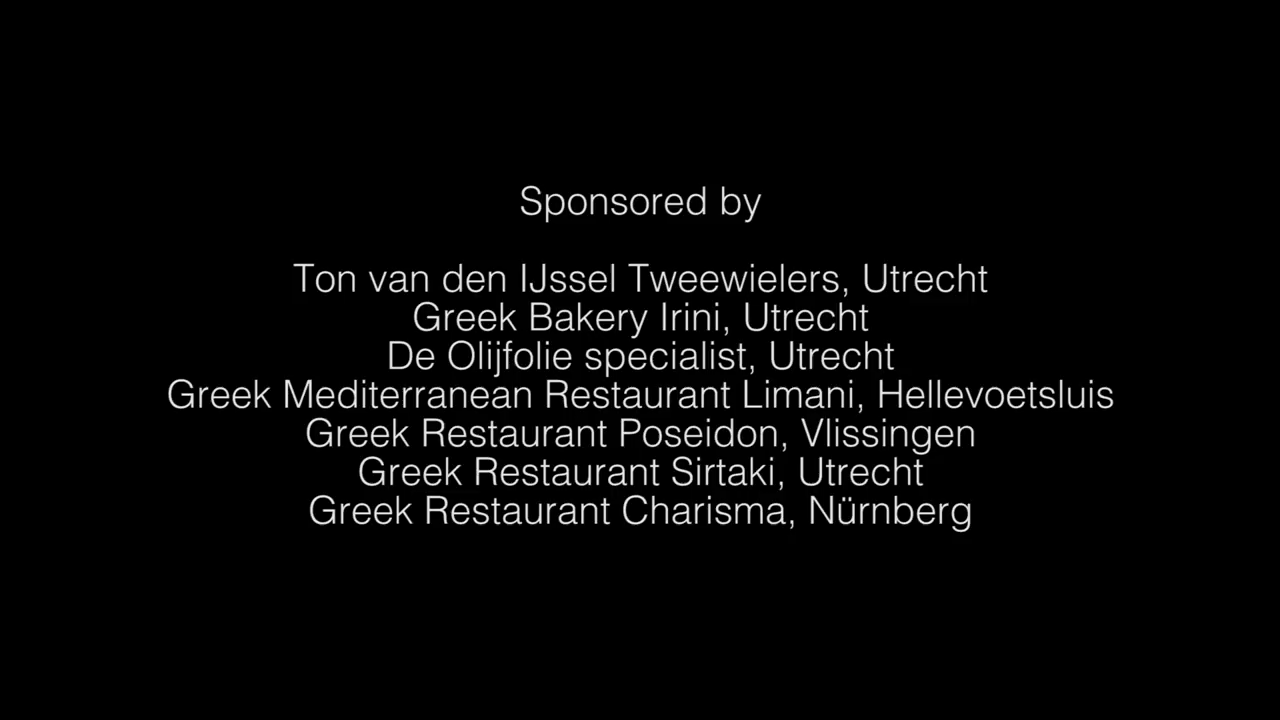 Sponsored by
Ton van den IJssel Tweewielers, Utrecht
Greek Bakery Irini, Utrecht
De Olijfolie specialist, Utrecht
Greek Mediterranean Restaurant Limani, Hellevoetsluis
Greek Restaurant Poseidon, Vlissingen
Greek Restaurant Sirtaki, Utrecht
Greek Restaurant Charisma, Nürnberg